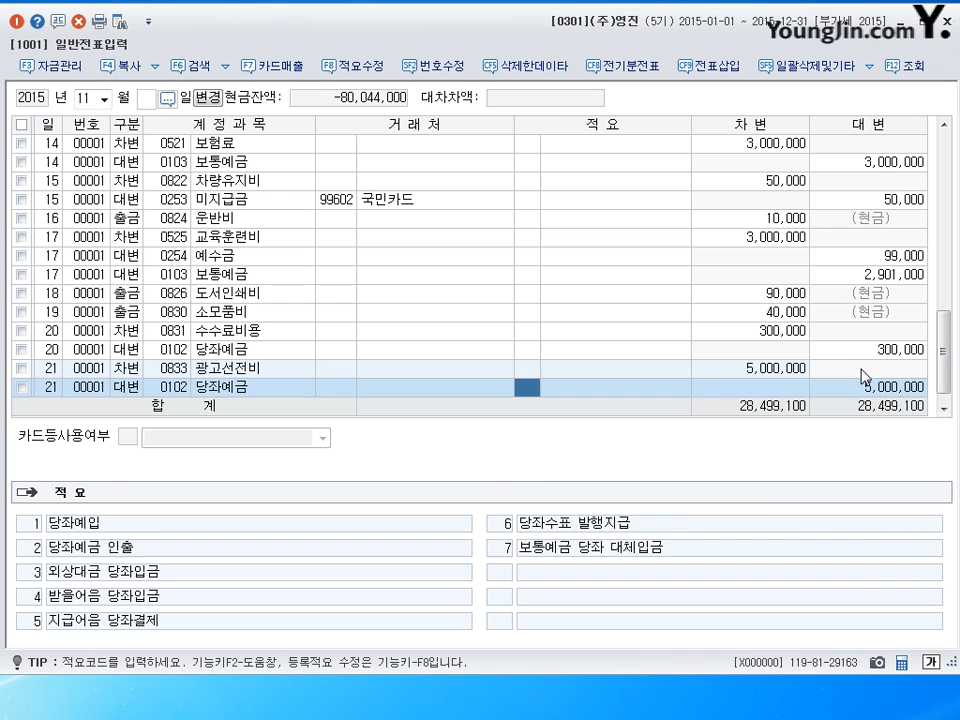 [0301](주)영진 (5기) 2015-01-01 ~ 2015-12-31 [부가세 2015]
YoungJin.com Y.
[1001] 일반전표입력
F3 자금관리 F4 복사 F6 검색 F7 카드매출 F8 적요수정 SF2 번호수정 CF5 삭제한데이타 CF8 전기분전표 CF9 전표삽입 SF5 일괄삭제및기타 F12 조회
2015 년 11 월 일 변경 현금잔액: -80,044,000 대차차액:
일 번호 구분 계 정 과 목 거 래 처 적 요 차 변 대 변
14 00001 차변 0521 보험료 3,000,000
14 00001 대변 0103 보통예금 3,000,000
15 00001 차변 0822 차량유지비 50,000
15 00001 대변 0253 미지급금 99602 국민카드 50,000
16 00001 출금 0824 운반비 10,000 (현금)
17 00001 차변 0525 교육훈련비 3,000,000
17 00001 대변 0254 예수금 99,000
17 00001 대변 0103 보통예금 2,901,000
18 00001 출금 0826 도서인쇄비 90,000 (현금)
19 00001 출금 0830 소모품비 40,000 (현금)
20 00001 차변 0831 수수료비용 300,000
20 00001 대변 0102 당좌예금 300,000
21 00001 차변 0833 광고선전비 5,000,000
21 00001 대변 0102 당좌예금 5,000,000
합 계 28,499,100 28,499,100
카드등사용여부
적 요
1 당좌예입 6 당좌수표 발행지급
2 당좌예금 인출 7 보통예금 당좌 대체입금
3 외상대금 당좌입금
4 받을어음 당좌입금
5 지급어음 당좌결제
TIP : 적요코드를 입력하세요. 기능키F2-도움창, 등록적요 수정은 기능키-F8입니다. [X000000] 119-81-29163 가